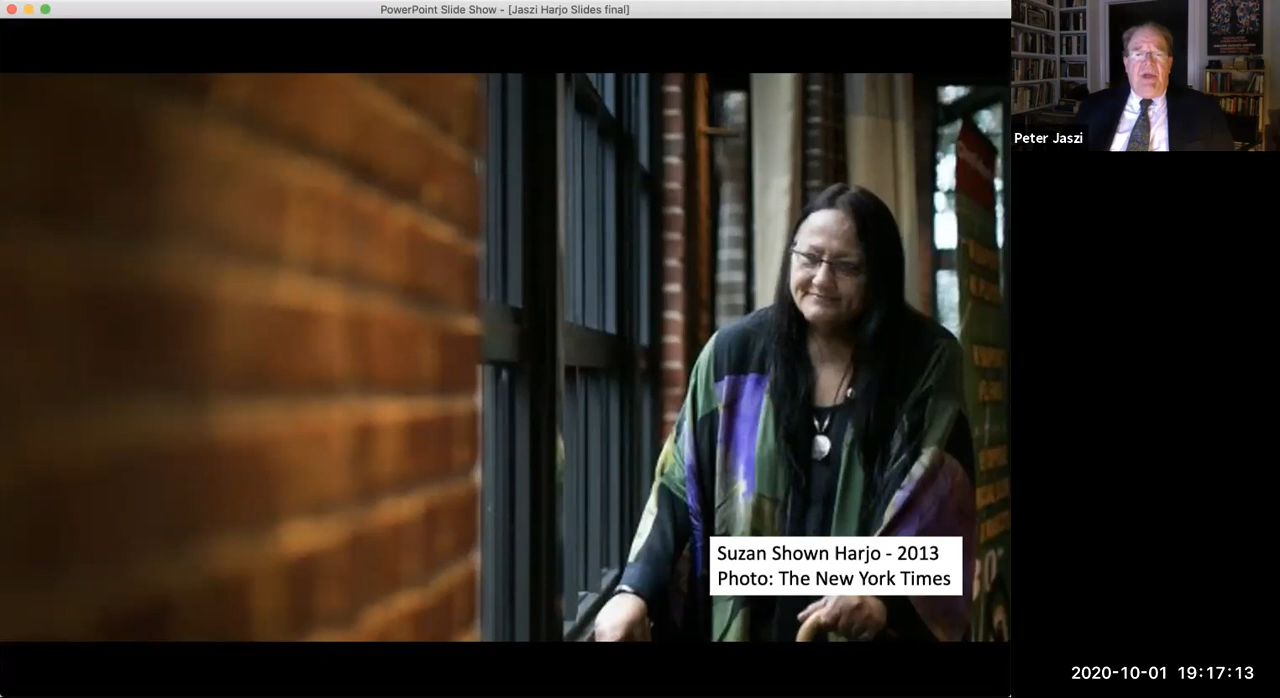 PowerPoint Slide Show - [Jaszi Harjo Slides final]
Peter Jaszi
Suzan Shown Harjo - 2013
Photo: The New York Times
2020-10-01 19:17:13